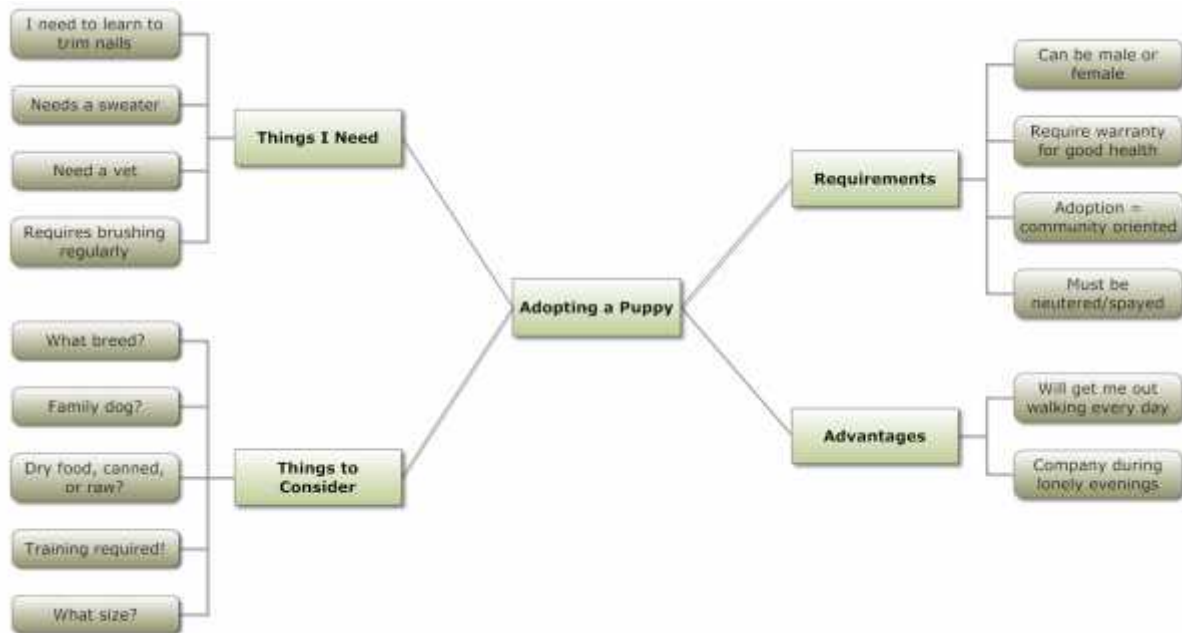 I need to learn to
trim nails
Needs a sweater
Need a vet
Requires brushing
regularly
Things I Need
What breed?
Family dog?
Dry food, canned,
or raw?
Training required!
What size?
Things to
Consider
Adopting a Puppy
Requirements
Can be male or
female
Require warranty
for good health
Adoption =
community oriented
Must be
neutered/spayed
Advantages
Will get me out
walking every day
Company during
lonely evenings